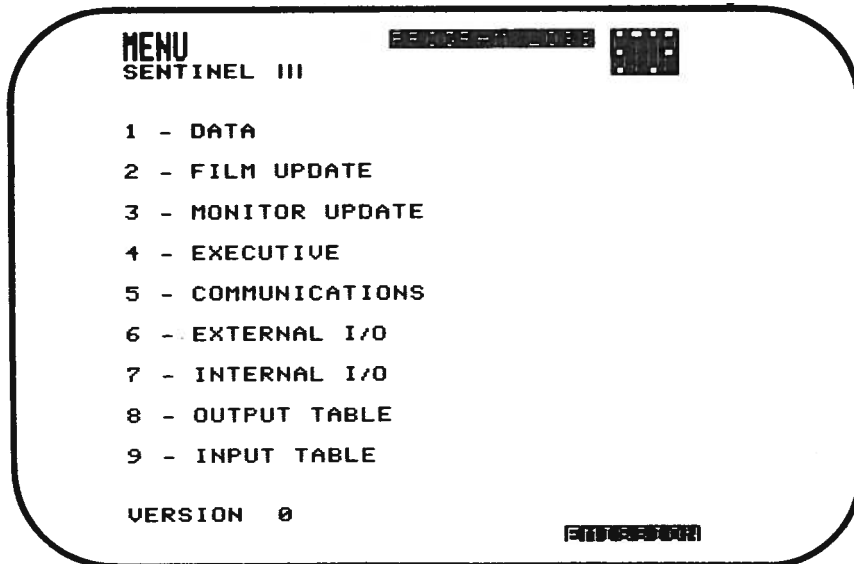 MENU
SENTINEL III
1 - DATA
2 - FILM UPDATE
3 - MONITOR UPDATE
4 - EXECUTIVE
5 - COMMUNICATIONS
6 - EXTERNAL I/O
7 - INTERNAL I/O
8 - OUTPUT TABLE
9 - INPUT TABLE
VERSION 0